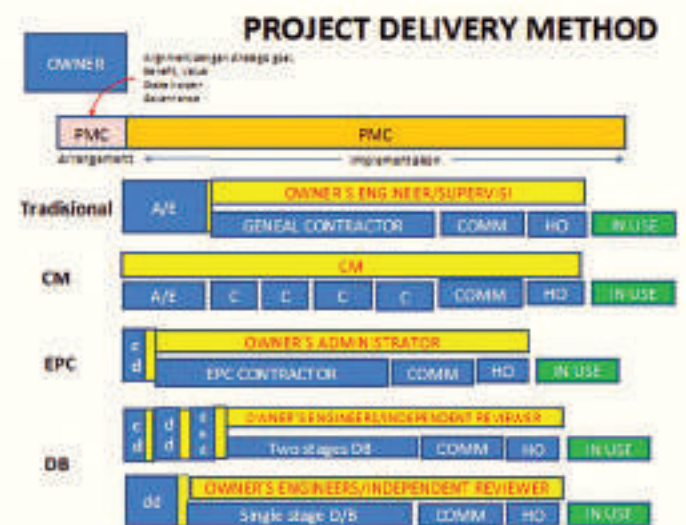 PROJECT DELIVERY METHOD
OWNER
Benefit, value
PMC
PMC
Arrangement
Implementation
Tradisional
A/E
OWNER'S ENGINEER/SUPERVISI
GENEAL CONTRACTOR
COMM
HO
IN USE
CM
CM
A/E
C
C
C
C
COMM
HO
IN USE
EPC
c
d
OWNER'S ADMINISTRATOR
EPC CONTRACTOR
COMM
HO
IN USE
DB
c
d
d
d
OWNER'S ENGINEERS/INDEPENDENT REVIEWER
Two stages DB
COMM
HO
IN USE
dd
OWNER'S ENGINEERS/INDEPENDENT REVIEWER
Single stage D/B
COMM
HO
IN USE